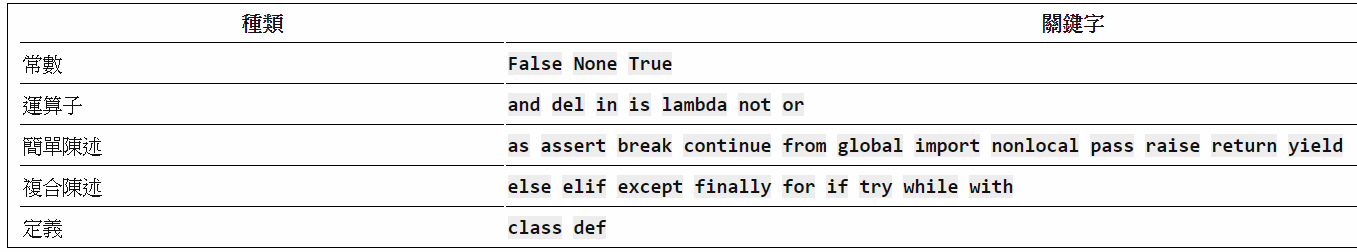 種類 關鍵字
常數 False None True
運算子 and del in is lambda not or
簡單陳述 as assert break continue from global import nonlocal pass raise return yield
複合陳述 else elif except finally for if try while with
定義 class def